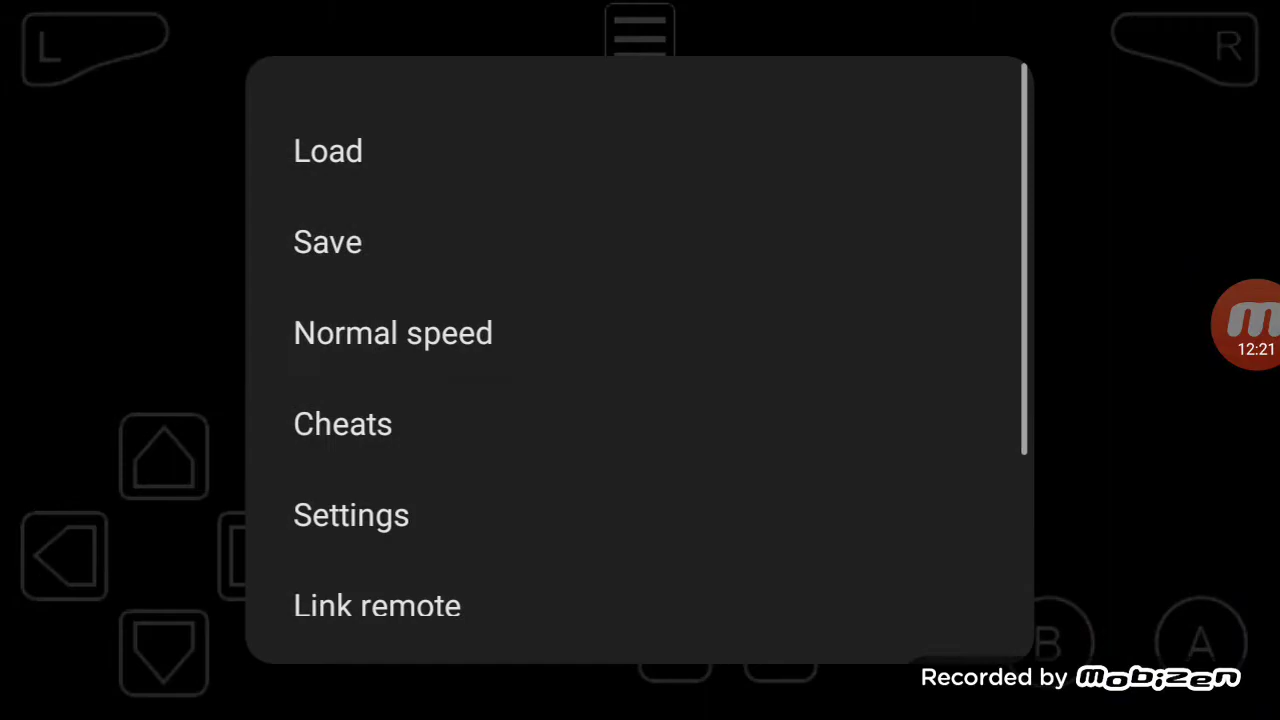 L
R
Load
Save
Normal speed
Cheats
Settings
Link remote
12:21
B
A
Recorded by mobizen